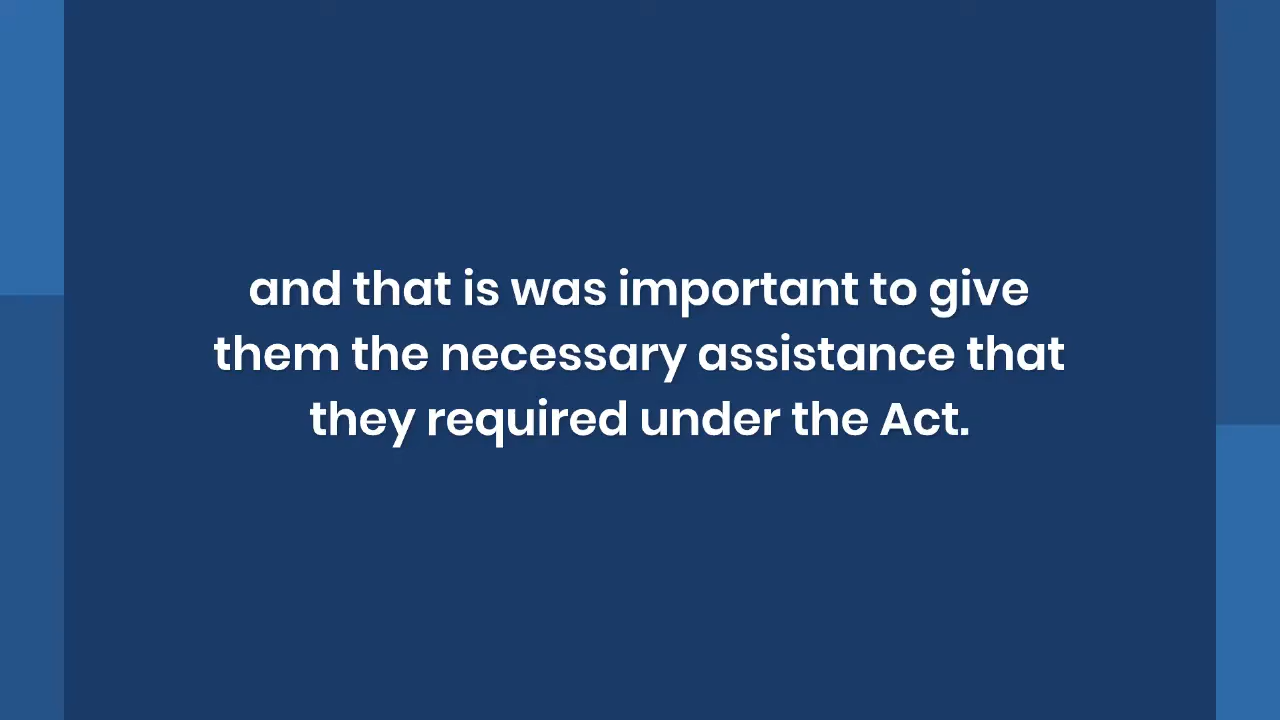 and that is was important to give
them the necessary assistance that
they required under the Act.